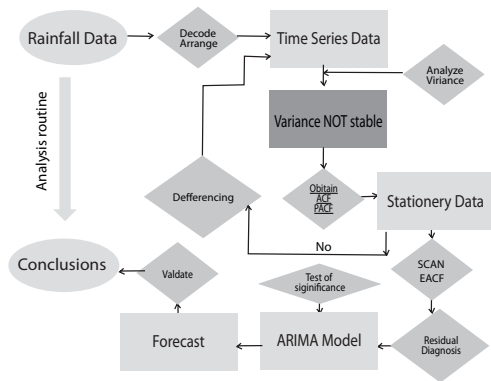 Rainfall Data
Decode
Arrange
Time Series Data
Analyze
Viriance
Analysis routine
Variance NOT stable
Defferencing
Obitain
ACF
PACF
Stationery Data
No
Conclusions
Valdate
Test of
siginificance
SCAN
EACF
Forecast
ARIMA Model
Residual
Diagnosis